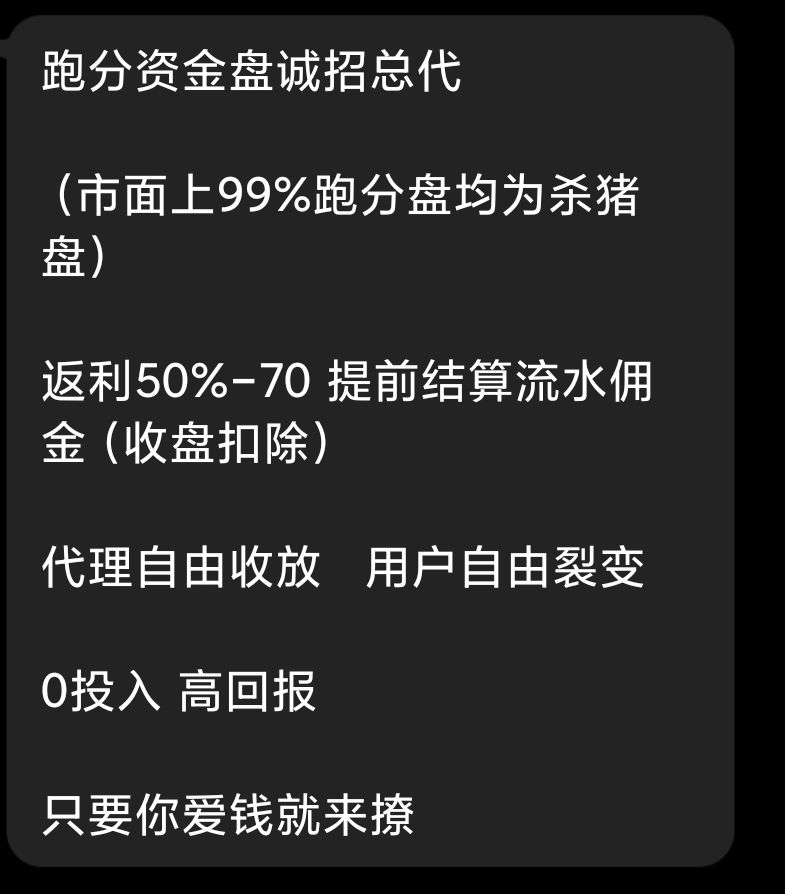 跑分资金盘诚招总代
（市面上99%跑分盘均为杀猪
盘）
返利50%-70 提前结算流水佣
金（收盘扣除）
代理自由收放　用户自由裂变
0投入 高回报
只要你爱钱就来撩